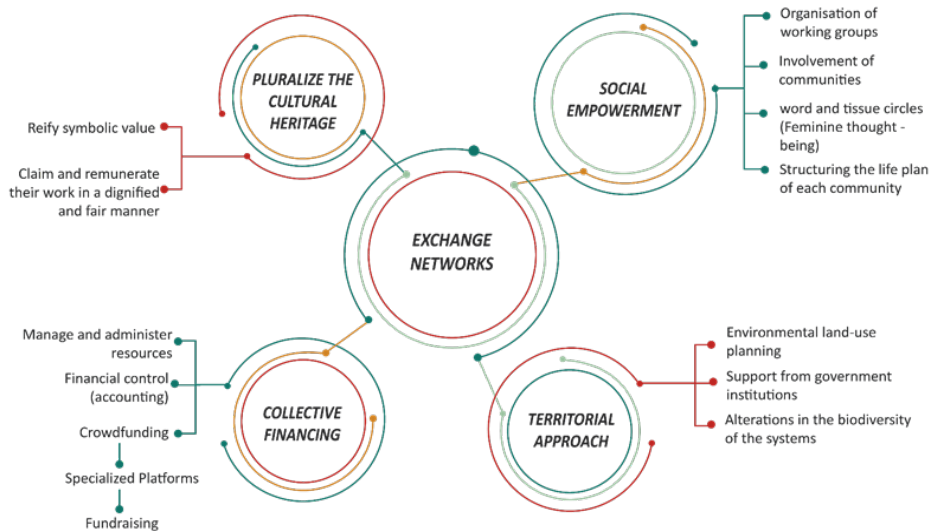 PLURALIZE THE
CULTURAL
HERITAGE
Reify symbolic value
Claim and remunerate
their work in a dignified
and fair manner
SOCIAL
EMPOWERMENT
Organisation of
working groups
Involvement of
communities
word and tissue circles
(Feminine thought -
being)
Structuring the life plan
of each community
EXCHANGE
NETWORKS
Manage and administer
resources
Financial control
(accounting)
Crowdfunding
Specialized Platforms
Fundraising
COLLECTIVE
FINANCING
TERRITORIAL
APPROACH
Environmental land-use
planning
Support from government
institutions
Alterations in the biodiversity
of the systems